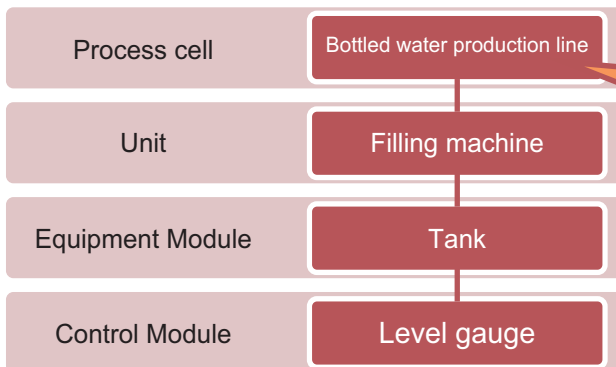 Process cell
Bottled water production line
Unit
Filling machine
Equipment Module
Tank
Control Module
Level gauge